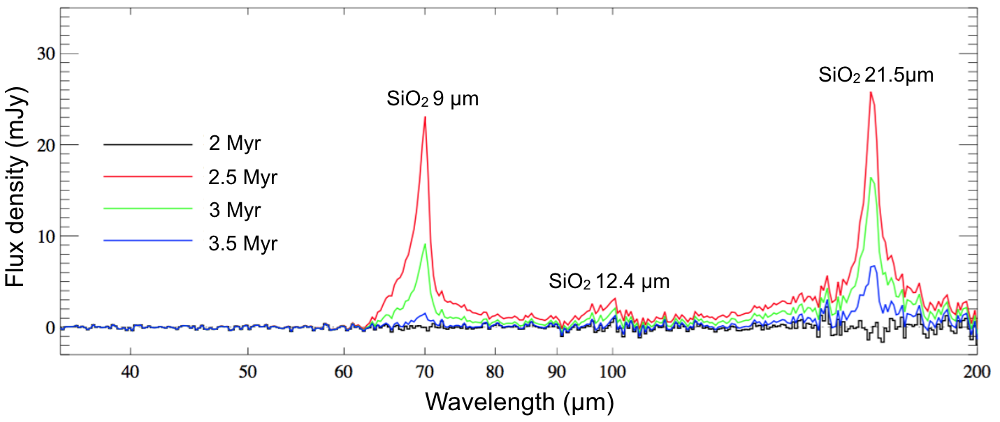 SiO₂ 21.5μm
SiO₂ 9 μm
SiO₂ 12.4 μm
2 Myr
2.5 Myr
3 Myr
3.5 Myr
Flux density (mJy)
30
20
10
0
40 50 60 70 80 90 100 200
Wavelength (μm)